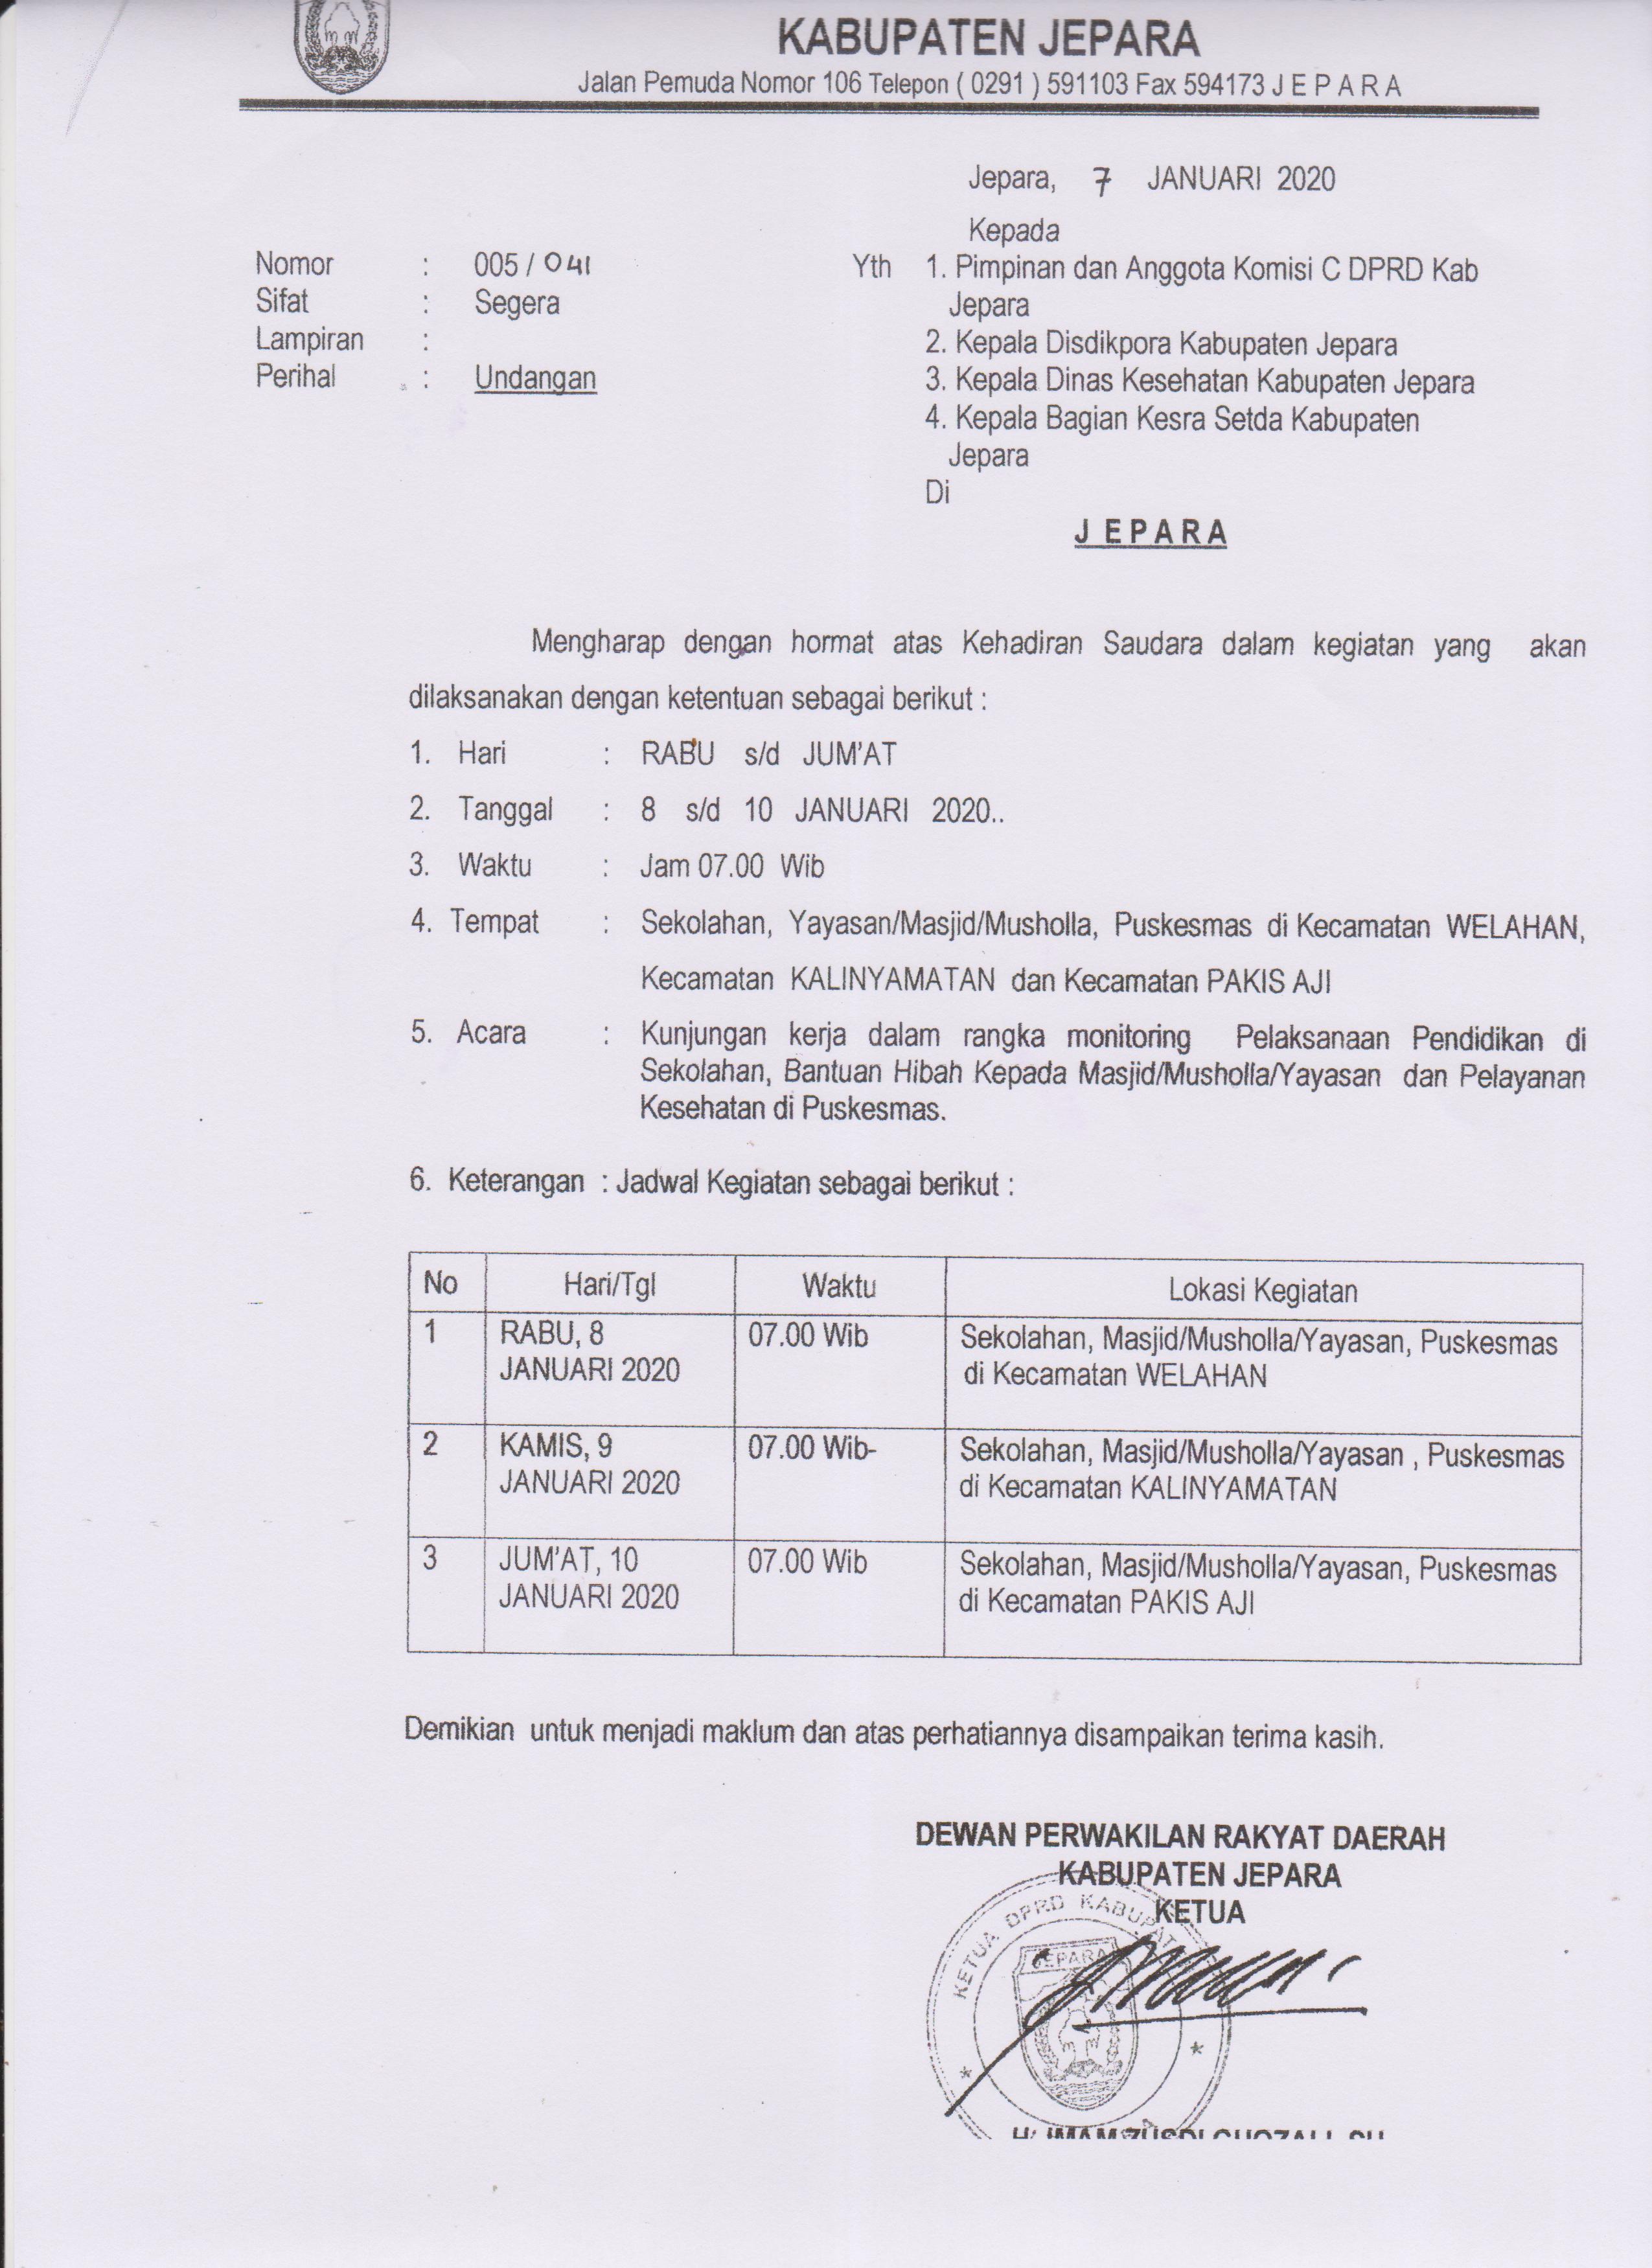 KABUPATEN JEPARA
Jalan Pemuda Nomor 106 Telepon ( 0291 ) 591103 Fax 594173 J E P A R A
Jepara, 7 JANUARI 2020
Kepada
Nomor : 005 / 041
Yth 1. Pimpinan dan Anggota Komisi C DPRD Kab
Sifat : Segera
Jepara
Lampiran :
2. Kepala Disdikpora Kabupaten Jepara
Perihal : Undangan
3. Kepala Dinas Kesehatan Kabupaten Jepara
4. Kepala Bagian Kesra Setda Kabupaten
Jepara
Di
J E P A R A
Mengharap dengan hormat atas Kehadiran Saudara dalam kegiatan yang akan
dilaksanakan dengan ketentuan sebagai berikut :
1. Hari : RABU s/d JUM'AT
2. Tanggal : 8 s/d 10 JANUARI 2020..
3. Waktu : Jam 07.00 Wib
4. Tempat : Sekolahan, Yayasan/Masjid/Musholla, Puskesmas di Kecamatan WELAHAN,
Kecamatan KALINYAMATAN dan Kecamatan PAKIS AJI
5. Acara : Kunjungan kerja dalam rangka monitoring Pelaksanaan Pendidikan di
Sekolahan, Bantuan Hibah Kepada Masjid/Musholla/Yayasan dan Pelayanan
Kesehatan di Puskesmas.
6. Keterangan : Jadwal Kegiatan sebagai berikut :
No Hari/Tgl Waktu Lokasi Kegiatan
1 RABU, 8 07.00 Wib Sekolahan, Masjid/Musholla/Yayasan, Puskesmas
JANUARI 2020 di Kecamatan WELAHAN
2 KAMIS, 9 07.00 Wib- Sekolahan, Masjid/Musholla/Yayasan , Puskesmas
JANUARI 2020 di Kecamatan KALINYAMATAN
3 JUM'AT, 10 07.00 Wib Sekolahan, Masjid/Musholla/Yayasan, Puskesmas
JANUARI 2020 di Kecamatan PAKIS AJI
Demikian untuk menjadi maklum dan atas perhatiannya disampaikan terima kasih.
DEWAN PERWAKILAN RAKYAT DAERAH
KABUPATEN JEPARA
KETUA
KETUA DPRD KABUPAT
JEPARA